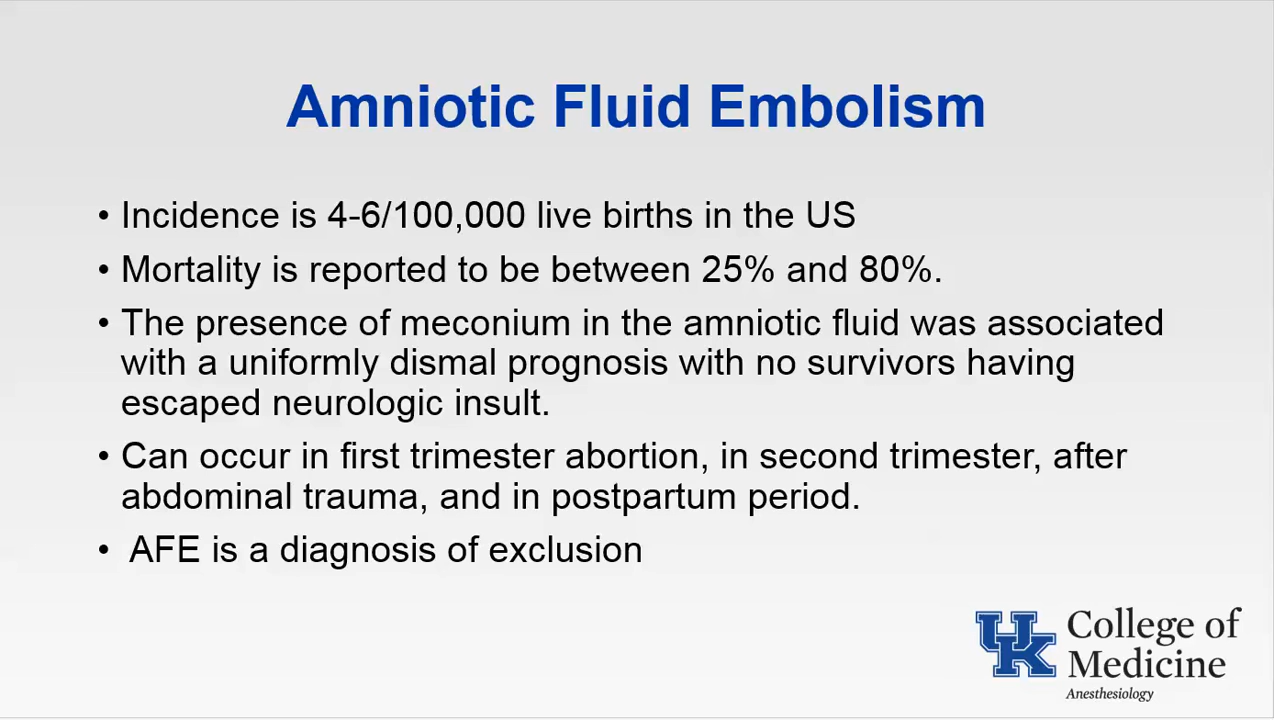 Amniotic Fluid Embolism
• Incidence is 4-6/100,000 live births in the US
• Mortality is reported to be between 25% and 80%.
• The presence of meconium in the amniotic fluid was associated
with a uniformly dismal prognosis with no survivors having
escaped neurologic insult.
• Can occur in first trimester abortion, in second trimester, after
abdominal trauma, and in postpartum period.
• AFE is a diagnosis of exclusion
UK College of
Medicine
Anesthesiology